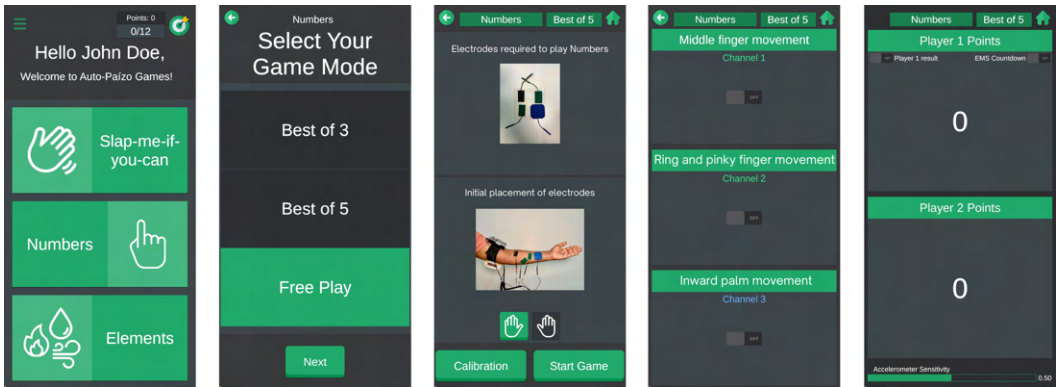 Points: 0
0/12
Hello John Doe,
Welcome to Auto-Paízo Games!
Slap-me-if-
you-can
Numbers
Elements
Numbers
Select Your
Game Mode
Best of 3
Best of 5
Free Play
Next
Numbers
Best of 5
Electrodes required to play Numbers
Initial placement of electrodes
Calibration
Start Game
Numbers
Best of 5
Middle finger movement
Channel 1
OFF
Ring and pinky finger movement
Channel 2
OFF
Inward palm movement
Channel 3
OFF
Numbers
Best of 5
Player 1 Points
Player 1 result
EMS Countdown
0
Player 2 Points
0
Accelerometer Sensitivity
0.50